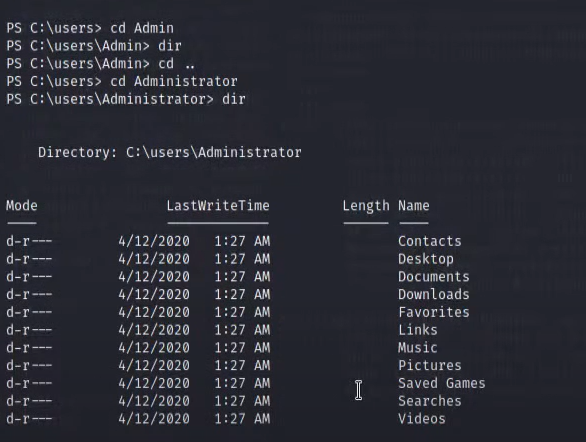 PS C:\users> cd Admin
PS C:\users\Admin> dir
PS C:\users\Admin> cd ..
PS C:\users> cd Administrator
PS C:\users\Administrator> dir
Directory: C:\users\Administrator
Mode LastWriteTime Length Name
---- ------------- ------ ----
d-r--- 4/12/2020 1:27 AM Contacts
d-r--- 4/12/2020 1:27 AM Desktop
d-r--- 4/12/2020 1:27 AM Documents
d-r--- 4/12/2020 1:27 AM Downloads
d-r--- 4/12/2020 1:27 AM Favorites
d-r--- 4/12/2020 1:27 AM Links
d-r--- 4/12/2020 1:27 AM Music
d-r--- 4/12/2020 1:27 AM Pictures
d-r--- 4/12/2020 1:27 AM Saved Games
d-r--- 4/12/2020 1:27 AM Searches
d-r--- 4/12/2020 1:27 AM Videos